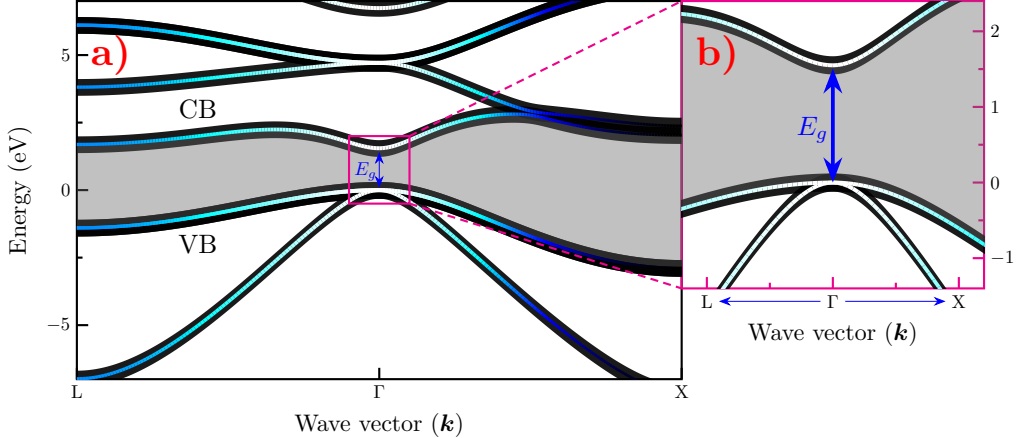 a)
CB
VB
E_g
Energy (eV)
5
0
−5
L
Γ
X
Wave vector (k)
b)
E_g
2
1
0
−1
L
Γ
X
Wave vector (k)